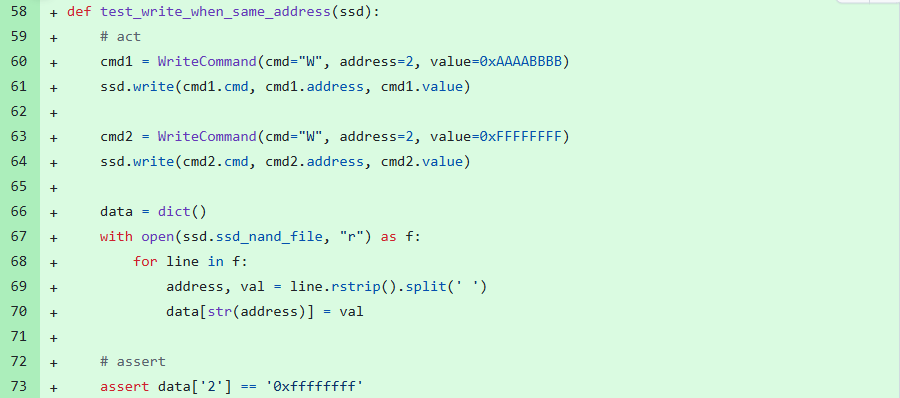 58 + def test_write_when_same_address(ssd):
59 +     # act
60 +     cmd1 = WriteCommand(cmd="W", address=2, value=0xAAAABBBB)
61 +     ssd.write(cmd1.cmd, cmd1.address, cmd1.value)
62 +
63 +     cmd2 = WriteCommand(cmd="W", address=2, value=0xFFFFFFFF)
64 +     ssd.write(cmd2.cmd, cmd2.address, cmd2.value)
65 +
66 +     data = dict()
67 +     with open(ssd.ssd_nand_file, "r") as f:
68 +         for line in f:
69 +             address, val = line.rstrip().split(' ')
70 +             data[str(address)] = val
71 +
72 +     # assert
73 +     assert data['2'] == '0xffffffff'